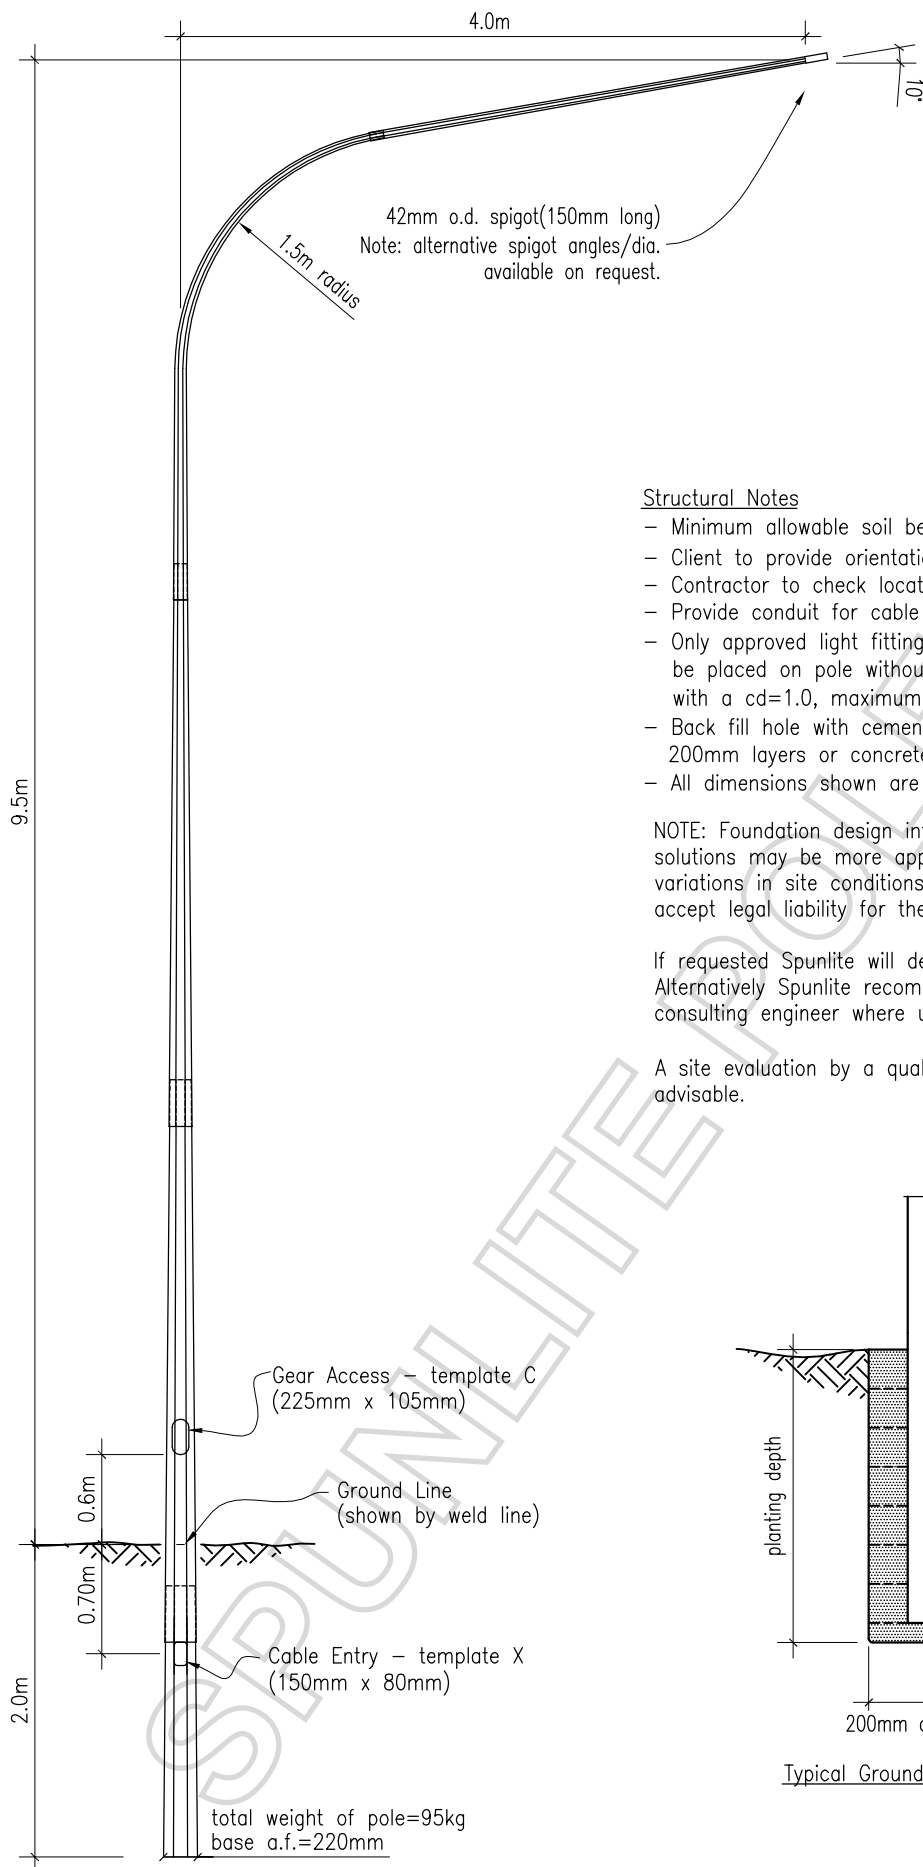 4.0m
10°
42mm o.d. spigot(150mm long)
Note: alternative spigot angles/dia.
available on request.
1.5m radius
Structural Notes
– Minimum allowable soil be
– Client to provide orientati
– Contractor to check locat
– Provide conduit for cable
– Only approved light fitting
be placed on pole withou
with a cd=1.0, maximum
– Back fill hole with cemen
200mm layers or concret
– All dimensions shown are
NOTE: Foundation design in
solutions may be more app
variations in site conditions
accept legal liability for the
If requested Spunlite will de
Alternatively Spunlite recom
consulting engineer where u
A site evaluation by a qual
advisable.
9.5m
Gear Access – template C
(225mm x 105mm)
0.6m
Ground Line
(shown by weld line)
0.70m
Cable Entry – template X
(150mm x 80mm)
2.0m
total weight of pole=95kg
base a.f.=220mm
planting depth
200mm
Typical Ground
SPUNLITE POLE